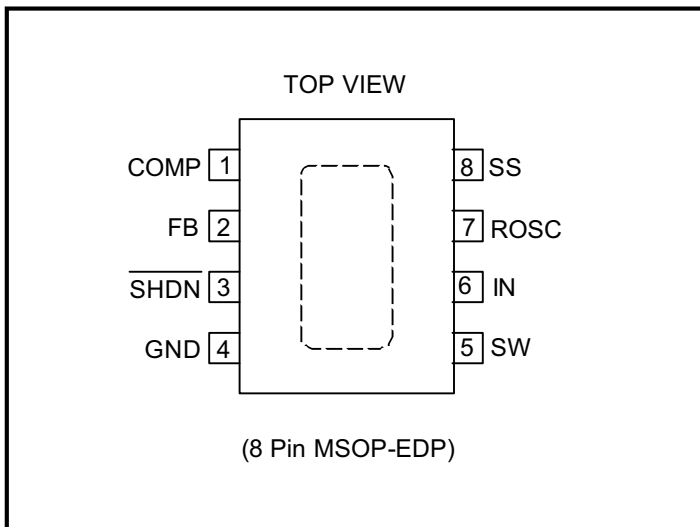 TOP VIEW
COMP 1 8 SS
FB 2 7 ROSC
SHDN 3 6 IN
GND 4 5 SW
(8 Pin MSOP-EDP)